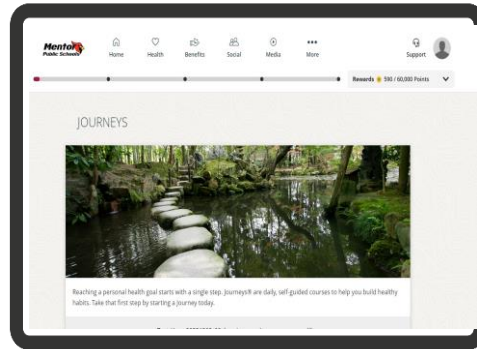 Mentor
Public Schools
Home
Health
Benefits
Social
Media
More
Support
Rewards 590 / 60,000 Points
JOURNEYS
Reaching a personal health goal starts with a single step. Journeys® are daily, self-guided courses to help you build healthy
habits. Take that first step by starting a Journey today.